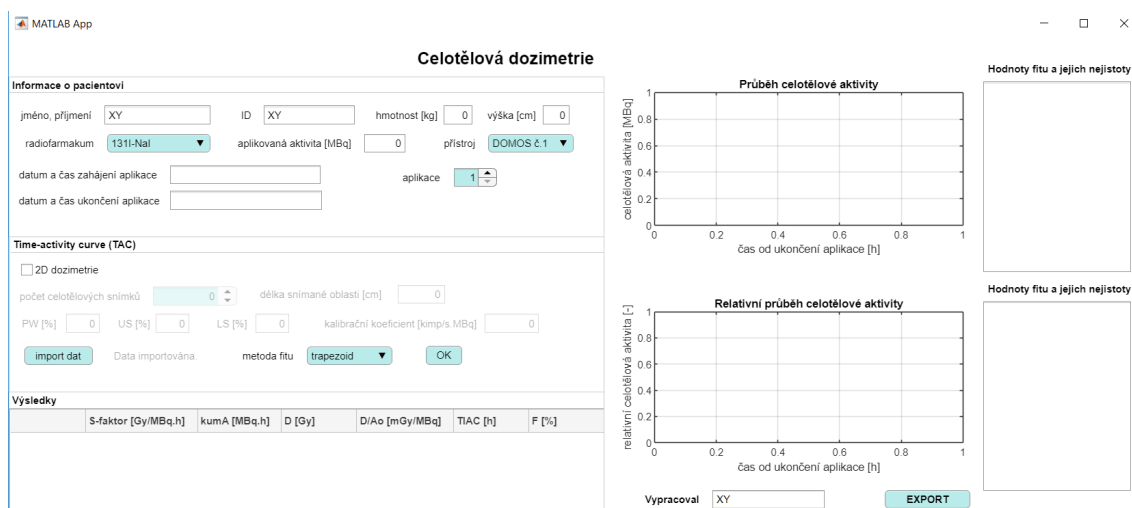 MATLAB App
Celotělová dozimetrie
Informace o pacientovi
jméno, příjmení XY ID XY hmotnost [kg] 0 výška [cm] 0
radiofarmakum 131I-NaI aplikovaná aktivita [MBq] 0 přístroj DOMOS č.1
datum a čas zahájení aplikace aplikace 1
datum a čas ukončení aplikace
Time-activity curve (TAC)
2D dozimetrie
počet celotělových snímků 0 délka snímané oblasti [cm] 0
PW [%] 0 US [%] 0 LS [%] 0 kalibrační koeficient [kimp/s.MBq] 0
import dat Data importována. metoda fitu trapezoid OK
Výsledky
S-faktor [Gy/MBq.h] kumA [MBq.h] D [Gy] D/Ao [mGy/MBq] TIAC [h] F [%]
Průběh celotělové aktivity
celotělová aktivita [MBq]
1
0.8
0.6
0.4
0.2
0
0 0.2 0.4 0.6 0.8 1
čas od ukončení aplikace [h]
Hodnoty fitu a jejich nejistoty
Relativní průběh celotělové aktivity
relativní celotělová aktivita [-]
1
0.8
0.6
0.4
0.2
0
0 0.2 0.4 0.6 0.8 1
čas od ukončení aplikace [h]
Hodnoty fitu a jejich nejistoty
Vypracoval XY EXPORT